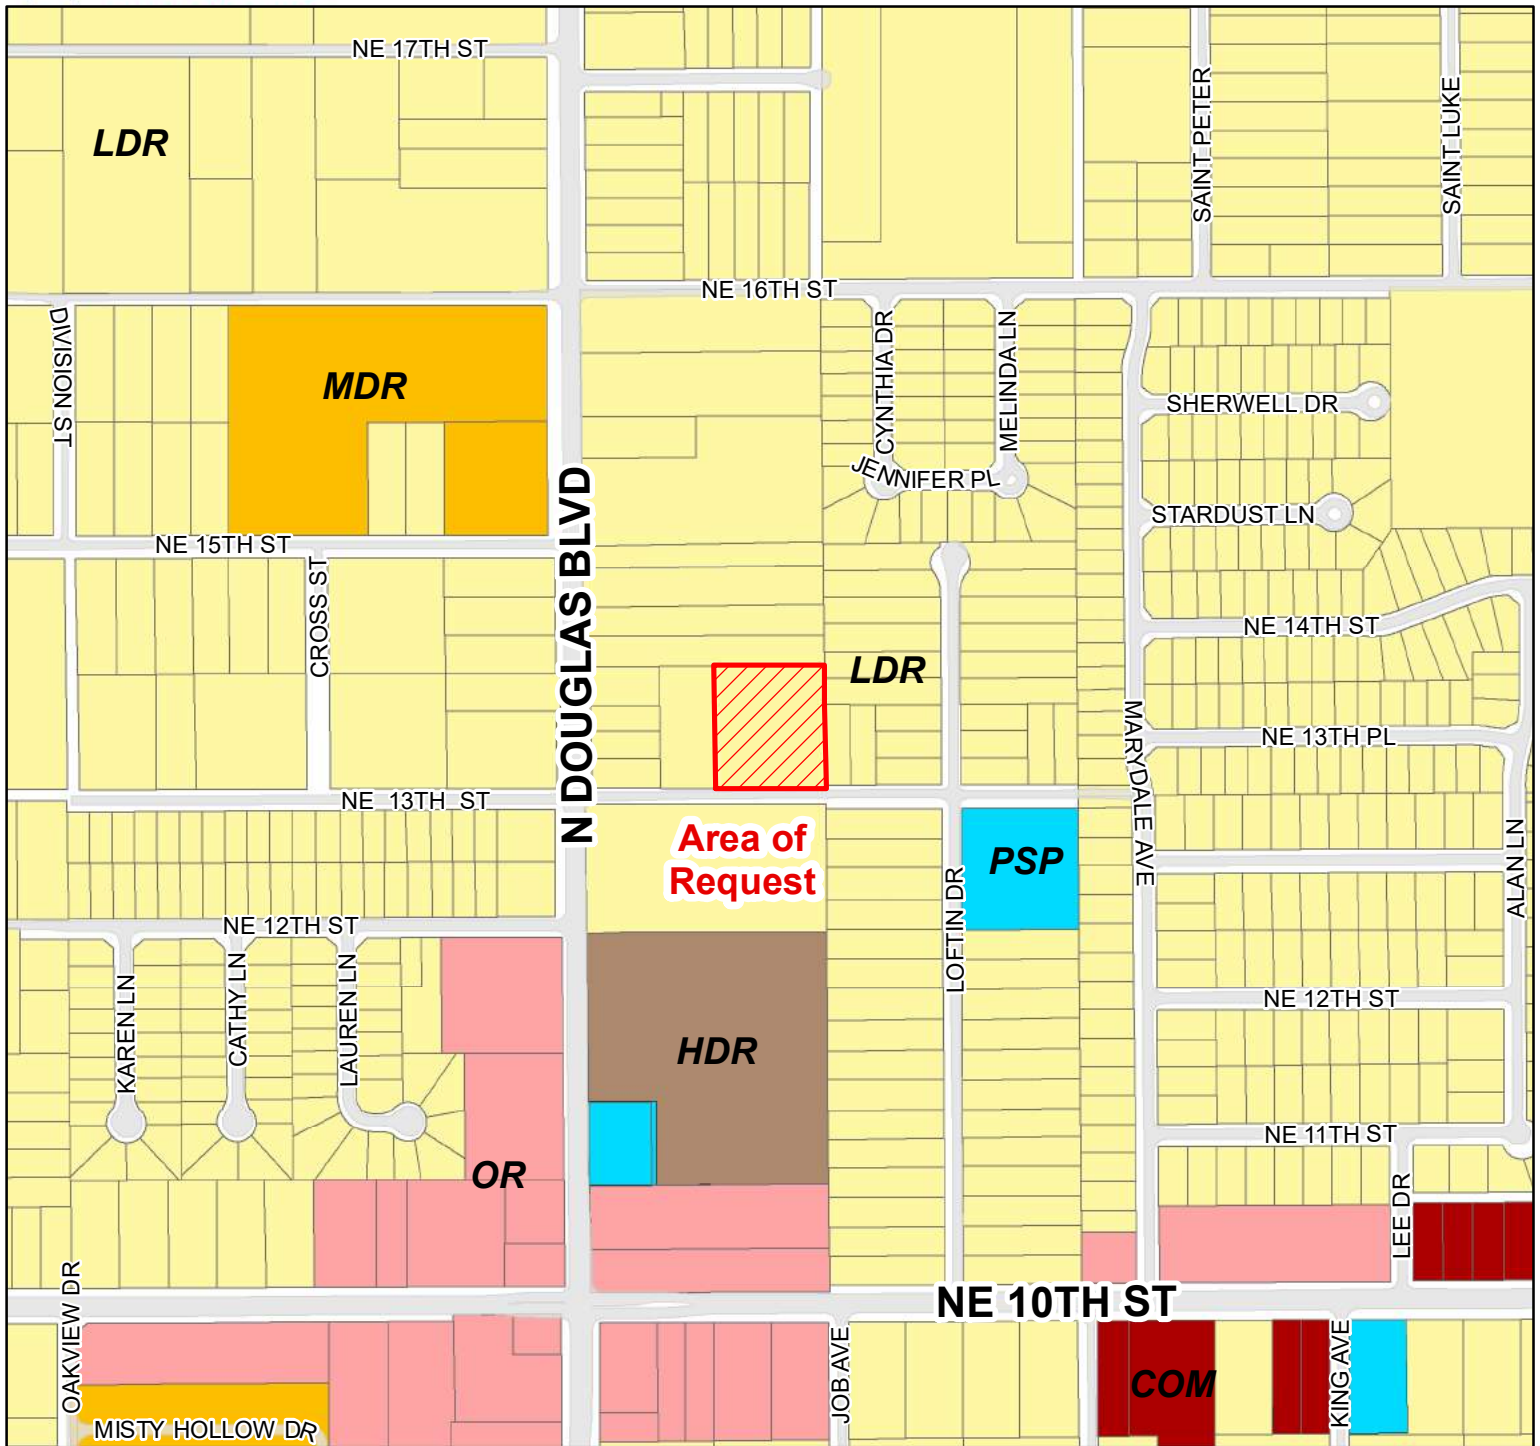 NE 17TH ST
SAINT PETER
SAINT LUKE
LDR
NE 16TH ST
DIVISION ST
MDR
CYNTHIA DR
MELINDA LN
SHERWELL DR
JENNIFER PL
STARDUST LN
NE 15TH ST
CROSS ST
N DOUGLAS BLVD
NE 14TH ST
LDR
MARYDALE AVE
NE 13TH PL
NE 13TH ST
Area of
Request
PSP
ALAN LN
LOFTIN DR
NE 12TH ST
KAREN LN
CATHY LN
LAUREN LN
NE 12TH ST
HDR
NE 11TH ST
OR
LEE DR
OAKVIEW DR
NE 10TH ST
JOB AVE
COM
KING AVE
MISTY HOLLOW DR